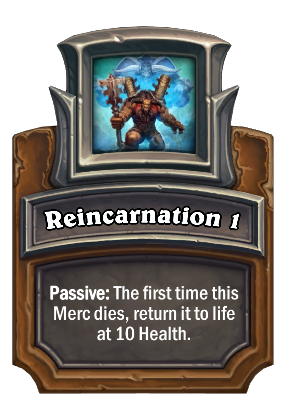 Reincarnation 1
Passive: The first time this
Merc dies, return it to life
at 10 Health.